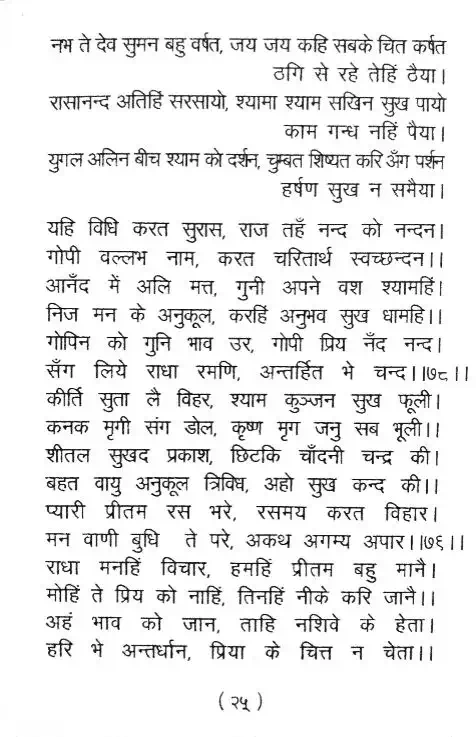 नभ ते देव सुमन बहु वर्षत, जय जय कहि सबके चित कर्षत
ठगि से रहे तेहिं ठैया।
रासानन्द अतिहिं सरसायो, श्यामा श्याम सखिन सुख पायो
काम गन्ध नहिं पैया।
युगल अलिन बीच श्याम को दर्शन, चुम्बत शिष्यत करि अँग पर्शन
हर्षण सुख न समैया।
यहि विधि करत सुरास, राज तहँ नन्द को नन्दन।
गोपी वल्लभ नाम, करत चरितार्थ स्वच्छन्दन।।
आनँद में अलि मत्त, गुनी अपने वश श्यामहिं।
निज मन के अनुकूल, करहिं अनुभव सुख धामहि।।
गोपिन को गुनि भाव उर, गोपी प्रिय नँद नन्द।
सँग लिये राधा रमणि, अन्तर्हित भे चन्द।।७८।।
कीर्ति सुता लै विहर, श्याम कुञ्जन सुख फूली।
कनक मृगी संग डोल, कृष्ण मृग जनु सब भूली।।
शीतल सुखद प्रकाश, छिटकि चाँदनी चन्द्र की।
बहत वायु अनुकूल त्रिविध, अहो सुख कन्द की।।
प्यारी प्रीतम रस भरे, रसमय करत विहार।
मन वाणी बुधि ते परे, अकथ अगम्य अपार।।७६।।
राधा मनहिं विचार, हमहिं प्रीतम बहु मानै।
मोहिं ते प्रिय को नाहिं, तिनहिं नीके करि जानै।।
अहं भाव को जान, ताहि नशिवे के हेता।
हरि भे अन्तर्धान, प्रिया के चित्त न चेता।।
(२५)